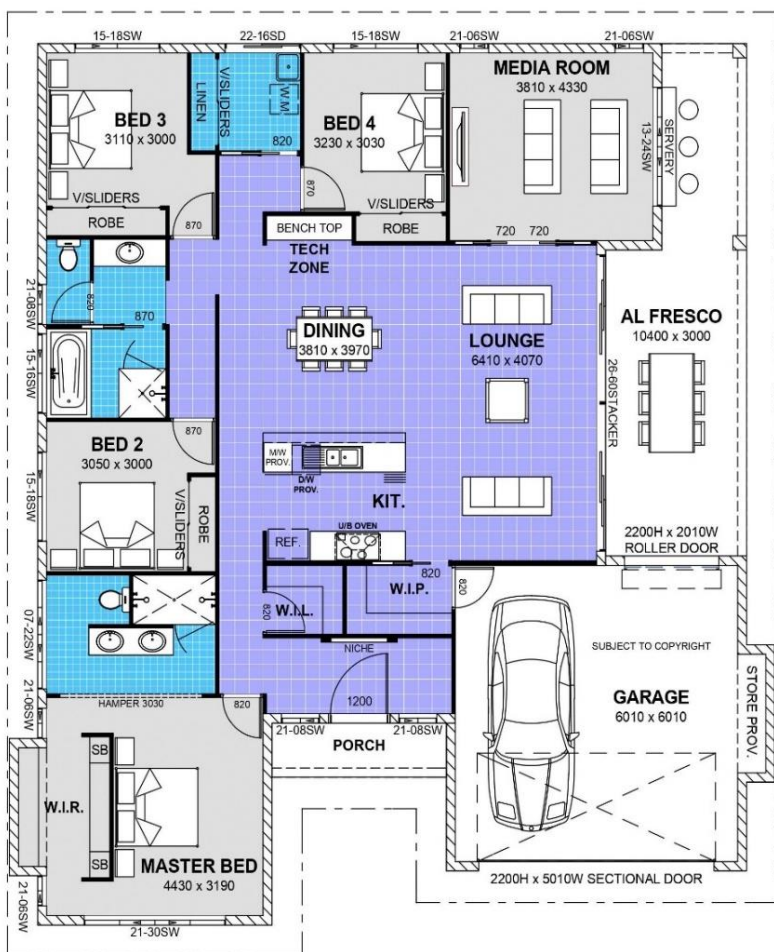 15-18SW
22-16SD
15-18SW
21-06SW
21-06SW
BED 3
3110 x 3000
LINEN
V/SLIDERS
W.M
820
BED 4
3230 x 3030
MEDIA ROOM
3810 x 4330
13-24SW
SERVERY
V/SLIDERS
ROBE
870
870
V/SLIDERS
ROBE
BENCH TOP
TECH
ZONE
720
720
21-08SW
820
870
15-16SW
DINING
3810 x 3970
LOUNGE
6410 x 4070
26-60STACKER
AL FRESCO
10400 x 3000
870
BED 2
3050 x 3000
15-18SW
V/SLIDERS
ROBE
M/W
PROV.
D/W
PROV.
KIT.
U/B OVEN
REF.
2200H x 2010W
ROLLER DOOR
820
W.I.L.
820
W.I.P.
820
07-22SW
NICHE
SUBJECT TO COPYRIGHT
21-06SW
HAMPER 3030
820
1200
21-08SW
21-08SW
PORCH
GARAGE
6010 x 6010
STORE PROV.
SB
W.I.R.
SB
MASTER BED
4430 x 3190
21-06SW
21-30SW
2200H x 5010W SECTIONAL DOOR